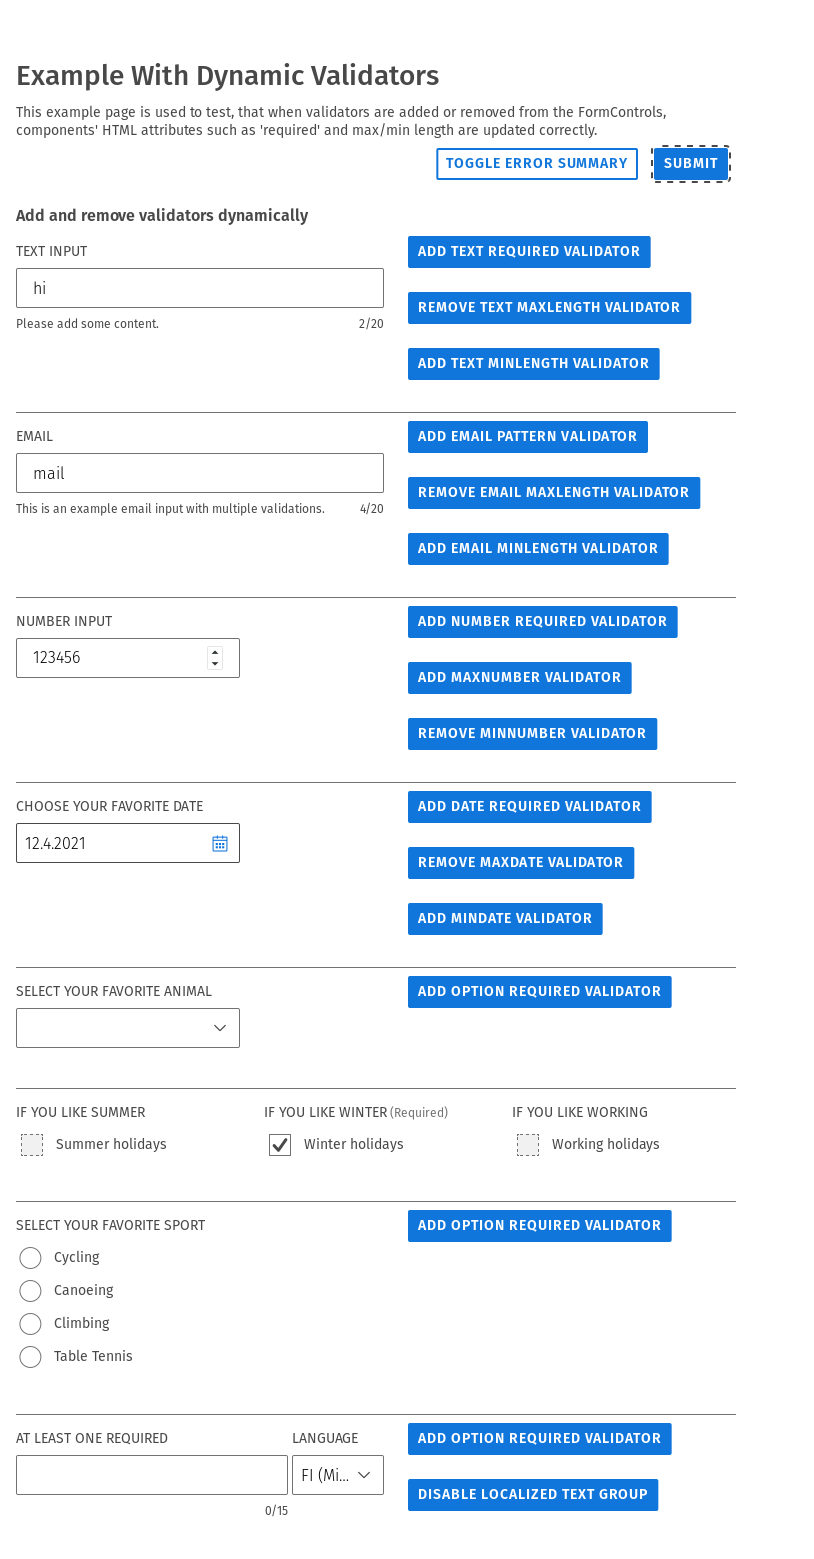 Example With Dynamic Validators
This example page is used to test, that when validators are added or removed from the FormControls,
components' HTML attributes such as 'required' and max/min length are updated correctly.
TOGGLE ERROR SUMMARY
SUBMIT
Add and remove validators dynamically
TEXT INPUT
hi
Please add some content. 2/20
ADD TEXT REQUIRED VALIDATOR
REMOVE TEXT MAXLENGTH VALIDATOR
ADD TEXT MINLENGTH VALIDATOR
EMAIL
mail
This is an example email input with multiple validations. 4/20
ADD EMAIL PATTERN VALIDATOR
REMOVE EMAIL MAXLENGTH VALIDATOR
ADD EMAIL MINLENGTH VALIDATOR
NUMBER INPUT
123456
ADD NUMBER REQUIRED VALIDATOR
ADD MAXNUMBER VALIDATOR
REMOVE MINNUMBER VALIDATOR
CHOOSE YOUR FAVORITE DATE
12.4.2021
ADD DATE REQUIRED VALIDATOR
REMOVE MAXDATE VALIDATOR
ADD MINDATE VALIDATOR
SELECT YOUR FAVORITE ANIMAL
ADD OPTION REQUIRED VALIDATOR
IF YOU LIKE SUMMER
Summer holidays
IF YOU LIKE WINTER (Required)
Winter holidays
IF YOU LIKE WORKING
Working holidays
SELECT YOUR FAVORITE SPORT
Cycling
Canoeing
Climbing
Table Tennis
ADD OPTION REQUIRED VALIDATOR
AT LEAST ONE REQUIRED
0/15
LANGUAGE
FI (Mi...
ADD OPTION REQUIRED VALIDATOR
DISABLE LOCALIZED TEXT GROUP